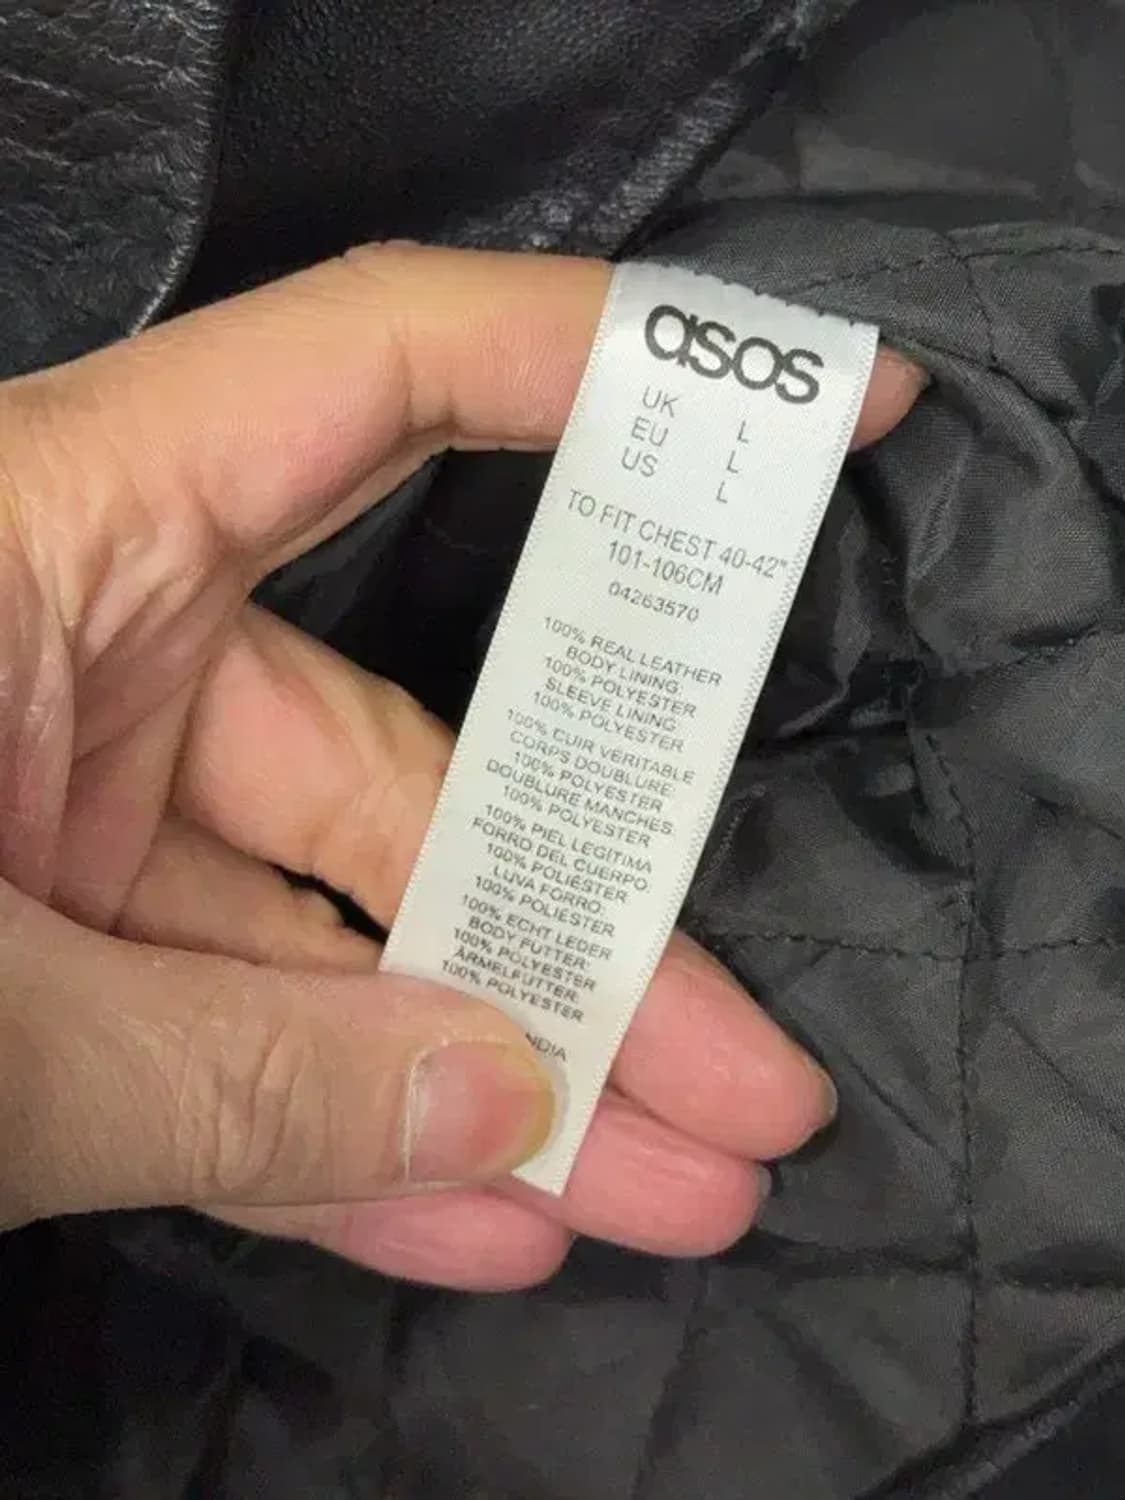 asos
UK L
EU L
US L
TO FIT CHEST 40-42"
101-106CM
04263570
100% REAL LEATHER
BODY LINING:
100% POLYESTER
SLEEVE LINING
100% POLYESTER
100% CUIR VERITABLE
CORPS DOUBLURE:
100% POLYESTER
DOUBLURE MANCHES:
100% POLYESTER
100% PIEL LEGITIMA
FORRO DEL CUERPO:
100% POLIÉSTER
LUVA FORRO:
100% POLIÉSTER
100% ECHT LEDER
BODY FUTTER:
100% POLYESTER
ÄRMELFUTTER:
100% POLYESTER
NDIA